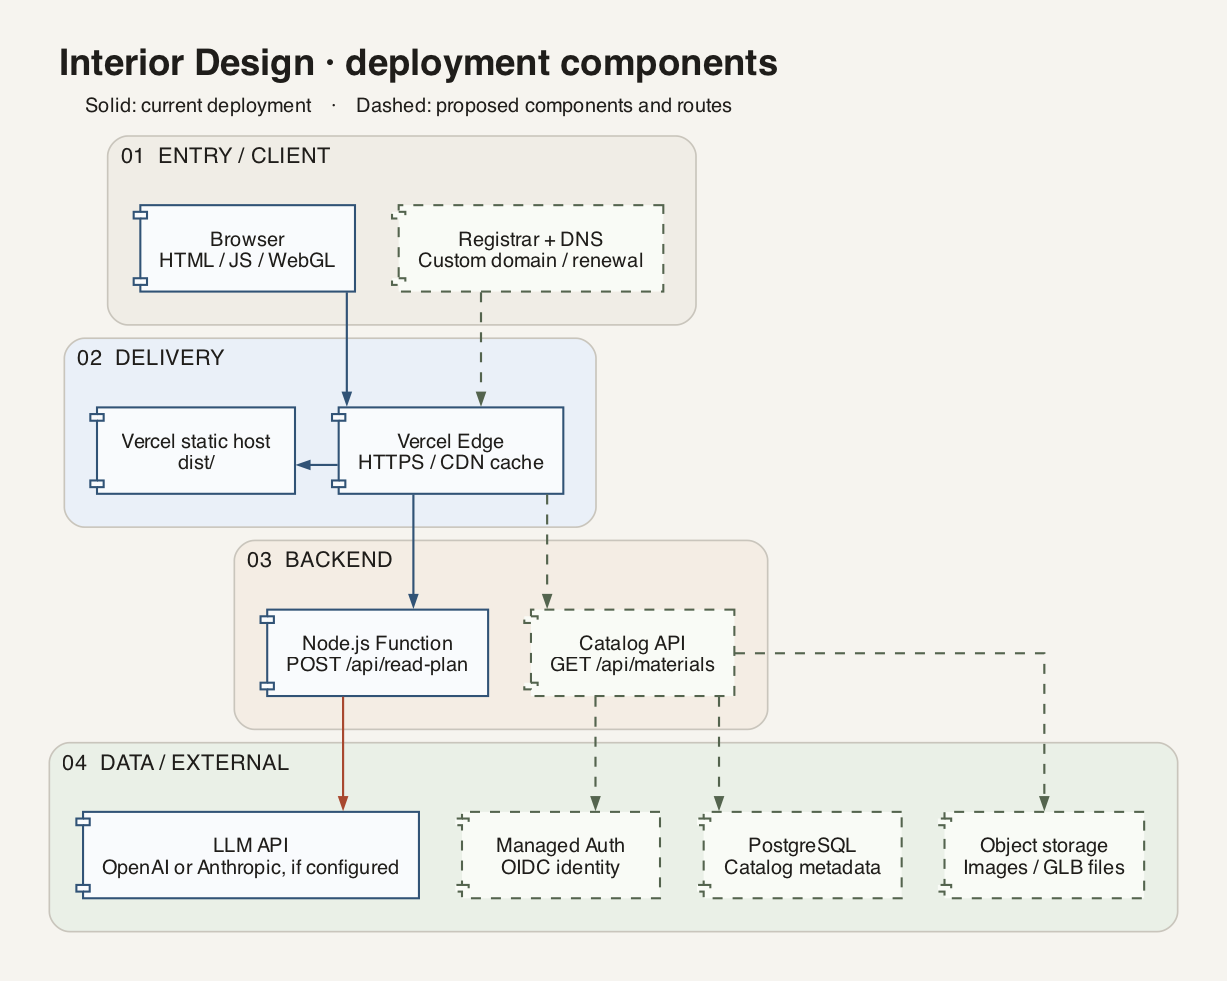 Interior Design · deployment components
Solid: current deployment · Dashed: proposed components and routes
01 ENTRY / CLIENT
Browser
HTML / JS / WebGL
Registrar + DNS
Custom domain / renewal
02 DELIVERY
Vercel static host
dist/
Vercel Edge
HTTPS / CDN cache
03 BACKEND
Node.js Function
POST /api/read-plan
Catalog API
GET /api/materials
04 DATA / EXTERNAL
LLM API
OpenAI or Anthropic, if configured
Managed Auth
OIDC identity
PostgreSQL
Catalog metadata
Object storage
Images / GLB files